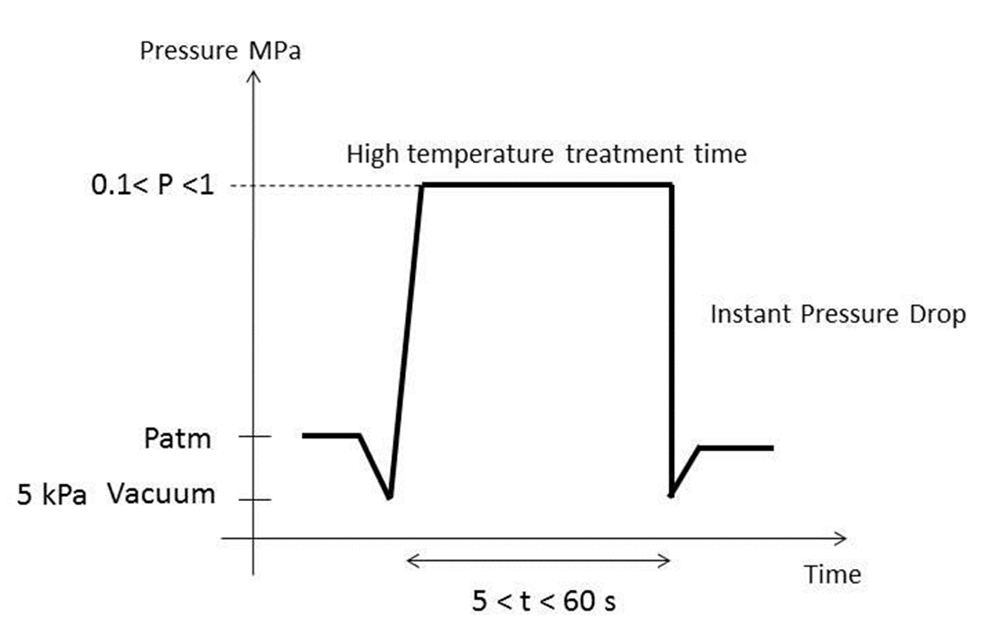 Pressure MPa
High temperature treatment time
0.1< P <1
Instant Pressure Drop
Patm
5 kPa Vacuum
Time
5 < t < 60 s